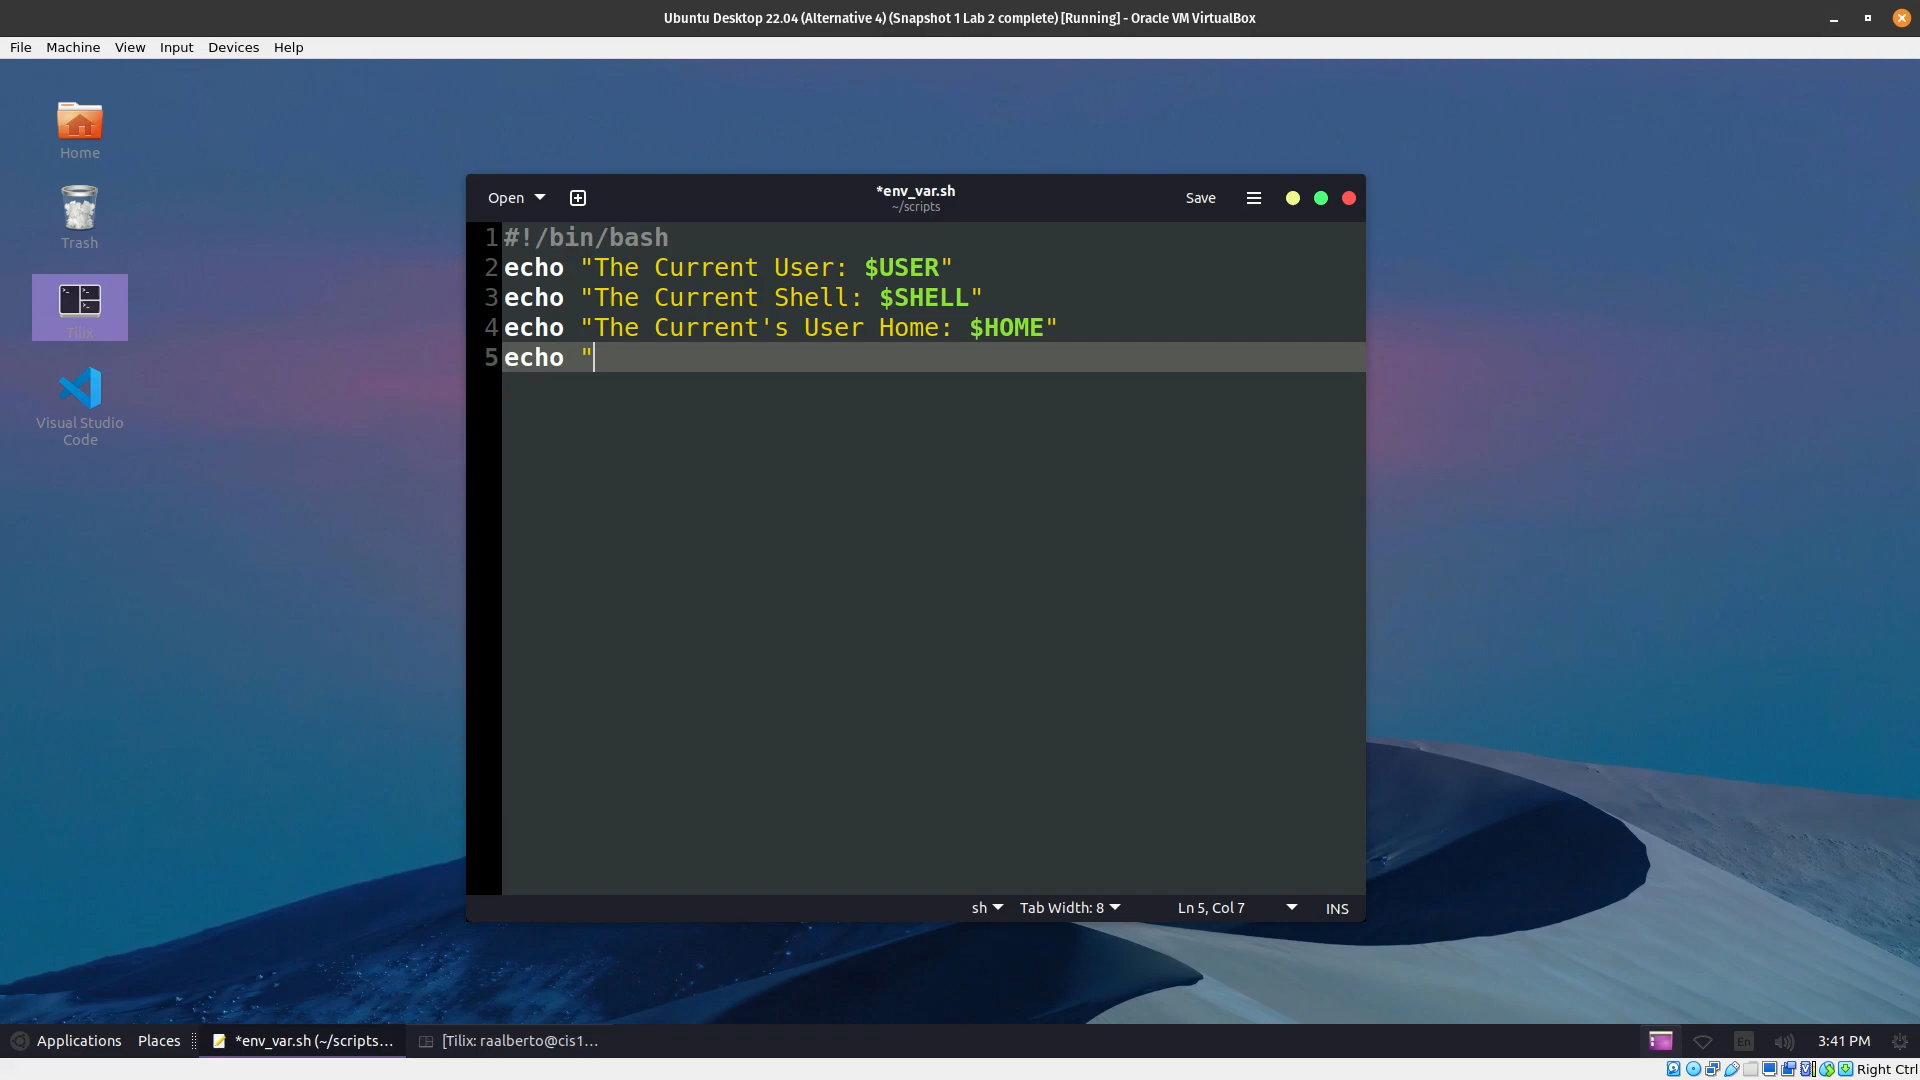 Ubuntu Desktop 22.04 (Alternative 4) (Snapshot 1 Lab 2 complete) [Running] - Oracle VM VirtualBox
File Machine View Input Devices Help
Home
Trash
Tilix
Visual Studio
Code
Open
*env_var.sh
~/scripts
Save
1 #!/bin/bash
2 echo "The Current User: $USER"
3 echo "The Current Shell: $SHELL"
4 echo "The Current's User Home: $HOME"
5 echo "
sh Tab Width: 8 Ln 5, Col 7 INS
Applications Places *env_var.sh (~/scripts... [Tilix: raalberto@cis1... En 3:41 PM
Right Ctrl